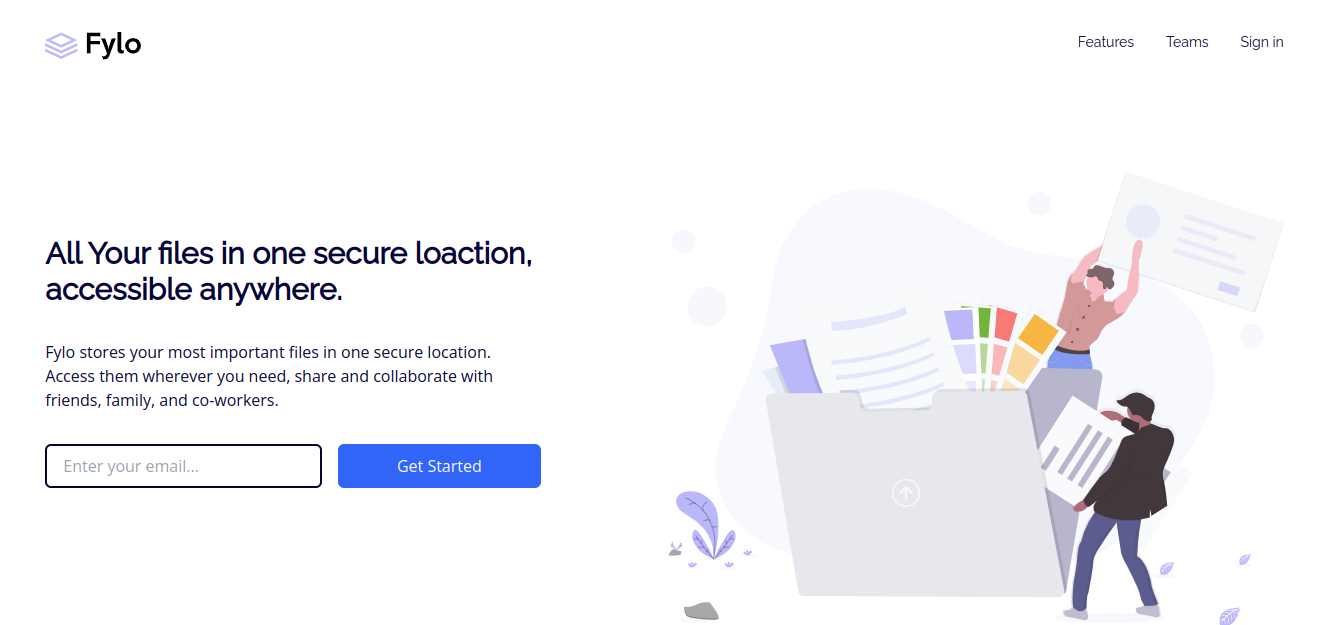 Fylo
Features
Teams
Sign in
All Your files in one secure loaction,
accessible anywhere.
Fylo stores your most important files in one secure location.
Access them wherever you need, share and collaborate with
friends, family, and co-workers.
Enter your email...
Get Started